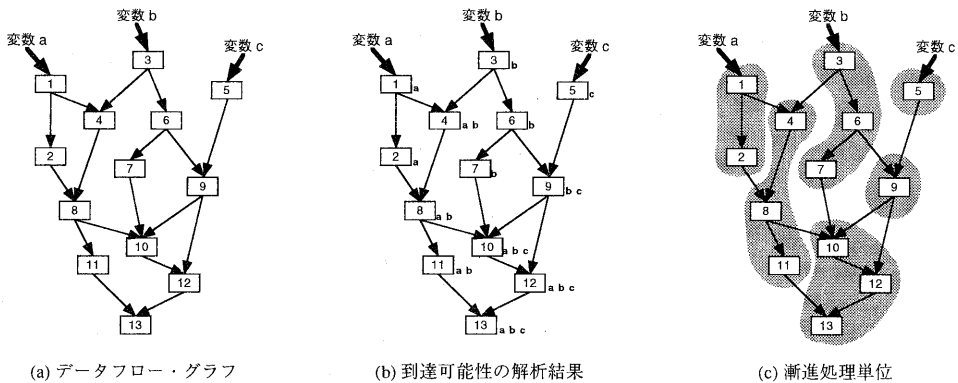 変数 b
変数 a
変数 c
3
1
5
4
6
2
7
9
8
10
11
12
13
(a) データフロー・グラフ
変数 b
変数 a
変数 c
3 b
1 a
5 c
4 a b
6 b
2 a
7 b
9 b c
8 a b
10 a b c
11 a b
12 a b c
13 a b c
(b) 到達可能性の解析結果
変数 b
変数 a
変数 c
3
1
5
4
6
2
7
9
8
10
11
12
13
(c) 漸進処理単位